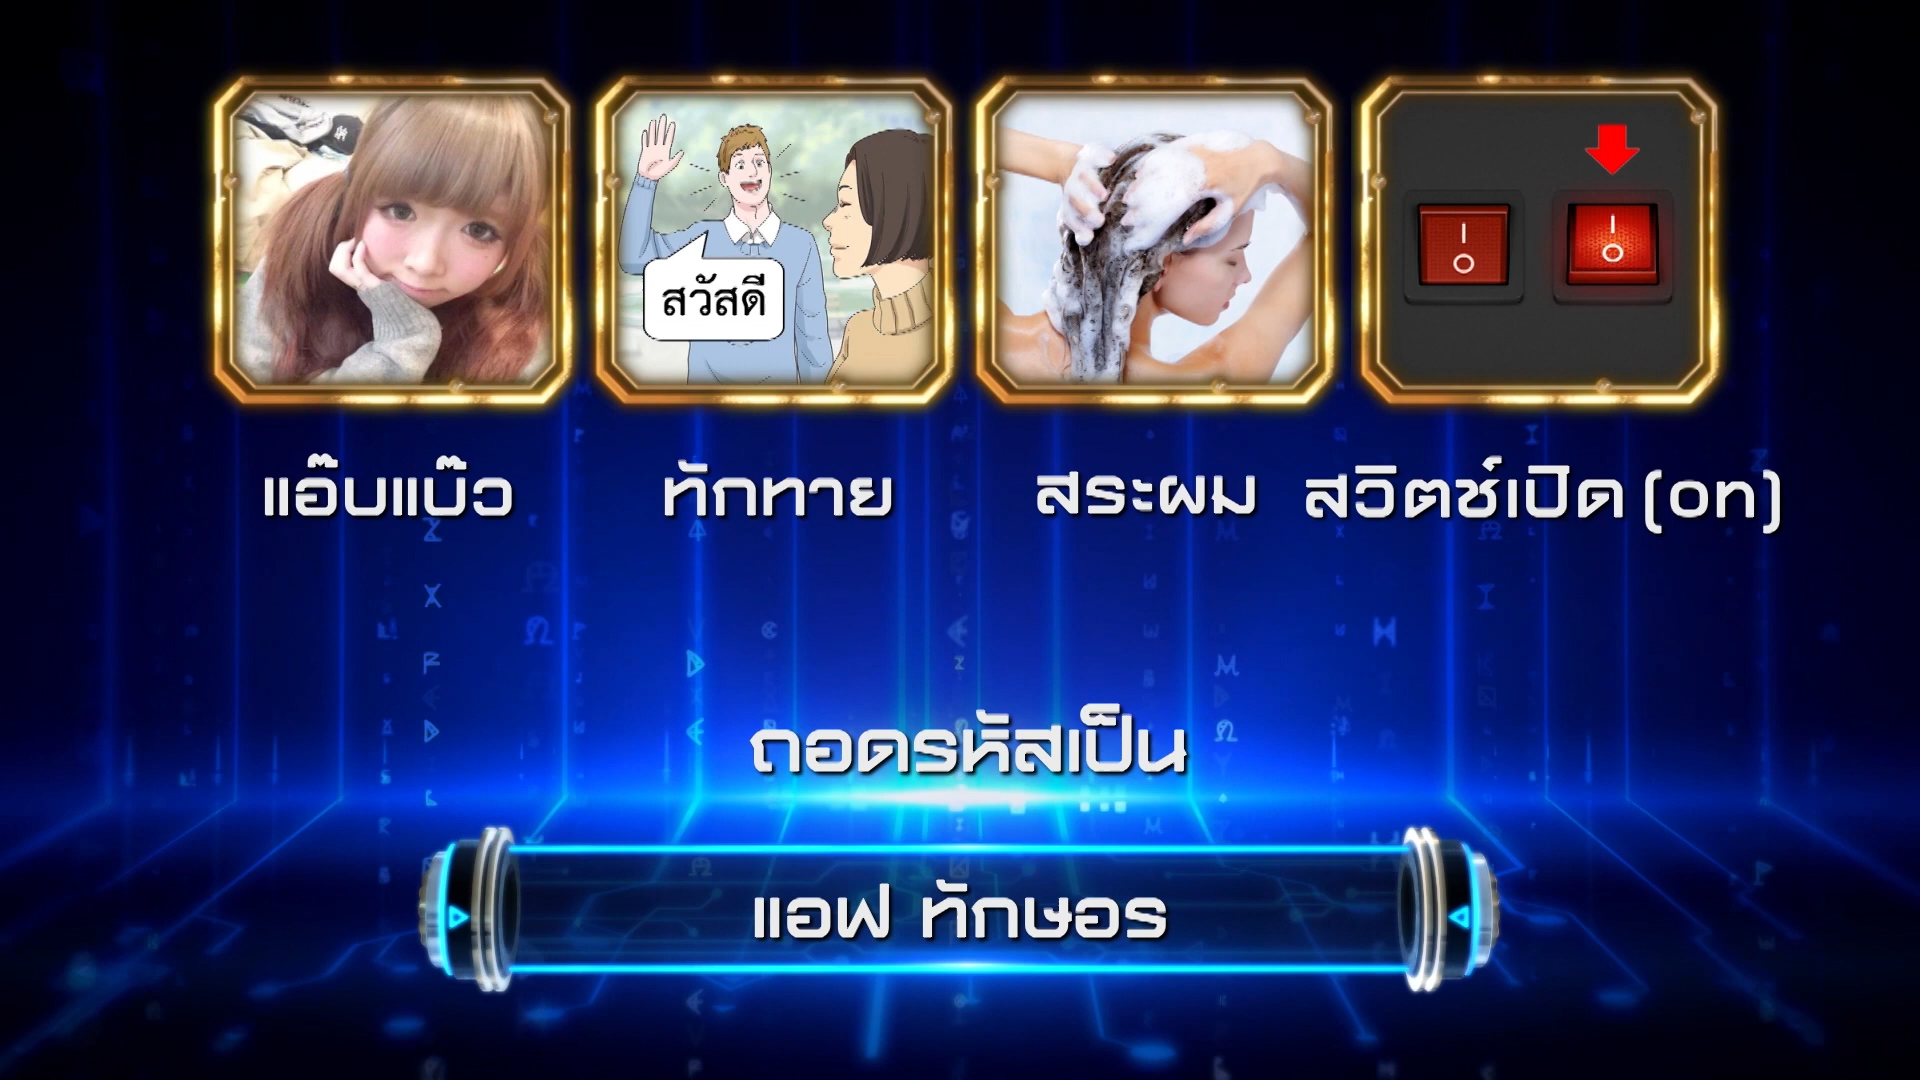 สวัสดี
แอ๊บแบ๊ว
ทักทาย
สระผม
สวิตช์เปิด (on)
ถอดรหัสเป็น
แอฟ ทักษอร